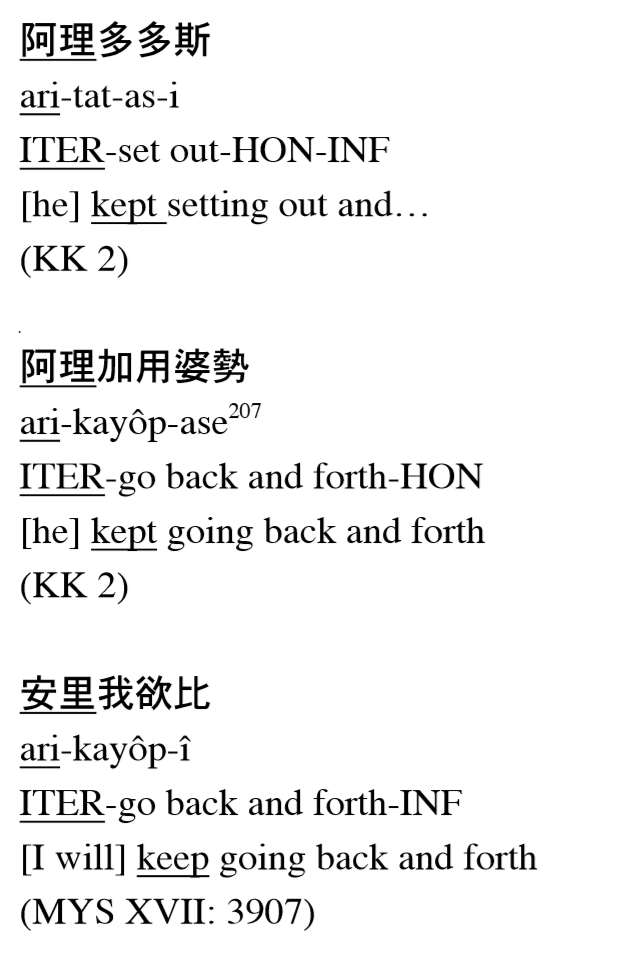 阿理多多斯
ari-tat-as-i
ITER-set out-HON-INF
[he] kept setting out and…
(KK 2)
.
阿理加用婆勢
ari-kayôp-ase207
ITER-go back and forth-HON
[he] kept going back and forth
(KK 2)
安里我欲比
ari-kayôp-î
ITER-go back and forth-INF
[I will] keep going back and forth
(MYS XVII: 3907)